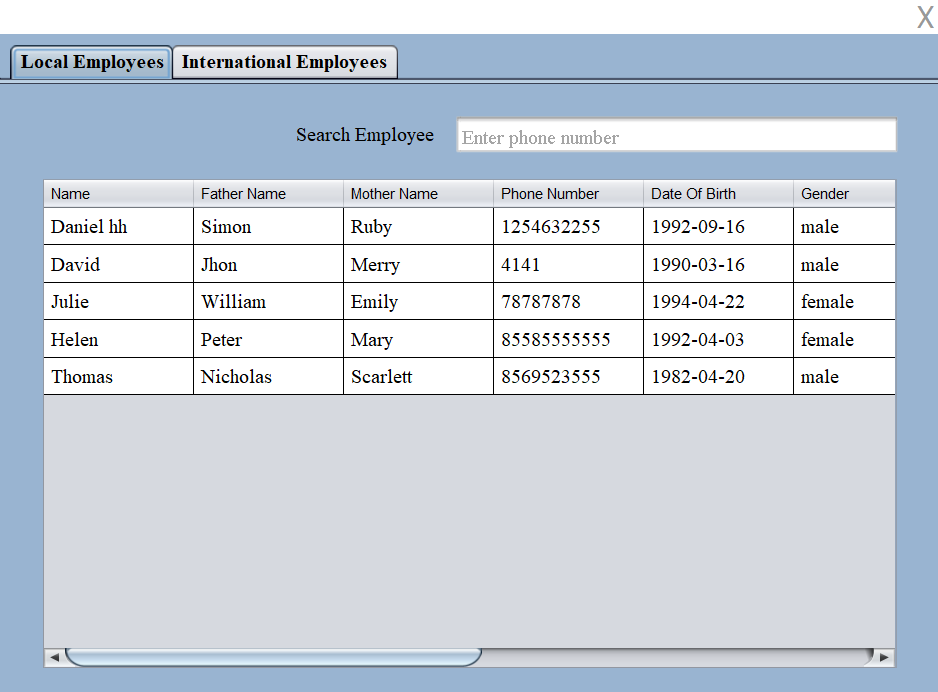 X
Local Employees International Employees
Search Employee Enter phone number
Name Father Name Mother Name Phone Number Date Of Birth Gender
Daniel hh Simon Ruby 1254632255 1992-09-16 male
David Jhon Merry 4141 1990-03-16 male
Julie William Emily 78787878 1994-04-22 female
Helen Peter Mary 85585555555 1992-04-03 female
Thomas Nicholas Scarlett 8569523555 1982-04-20 male